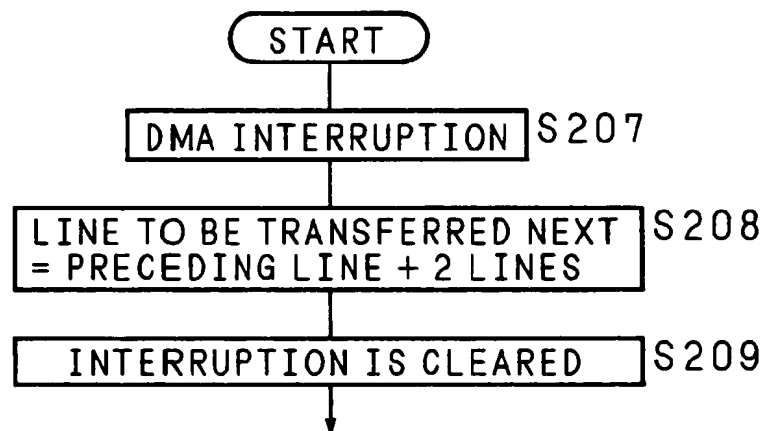 START
DMA INTERRUPTION S207
LINE TO BE TRANSFERRED NEXT S208
= PRECEDING LINE + 2 LINES
INTERRUPTION IS CLEARED S209